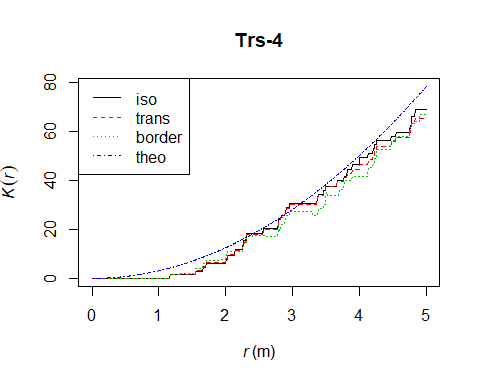 Trs-4
80
60
40
20
0
K(r)
iso
trans
border
theo
0 1 2 3 4 5
r (m)